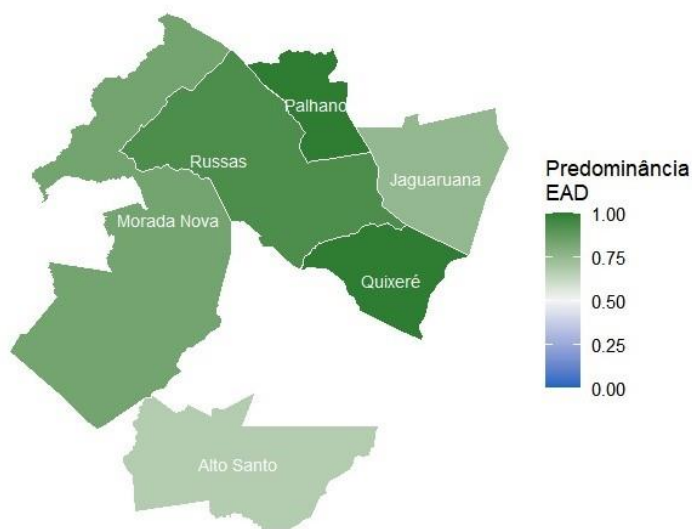 Palhano
Russas
Jaguaruana
Morada Nova
Quixeré
Alto Santo
Predominância
EAD
1.00
0.75
0.50
0.25
0.00